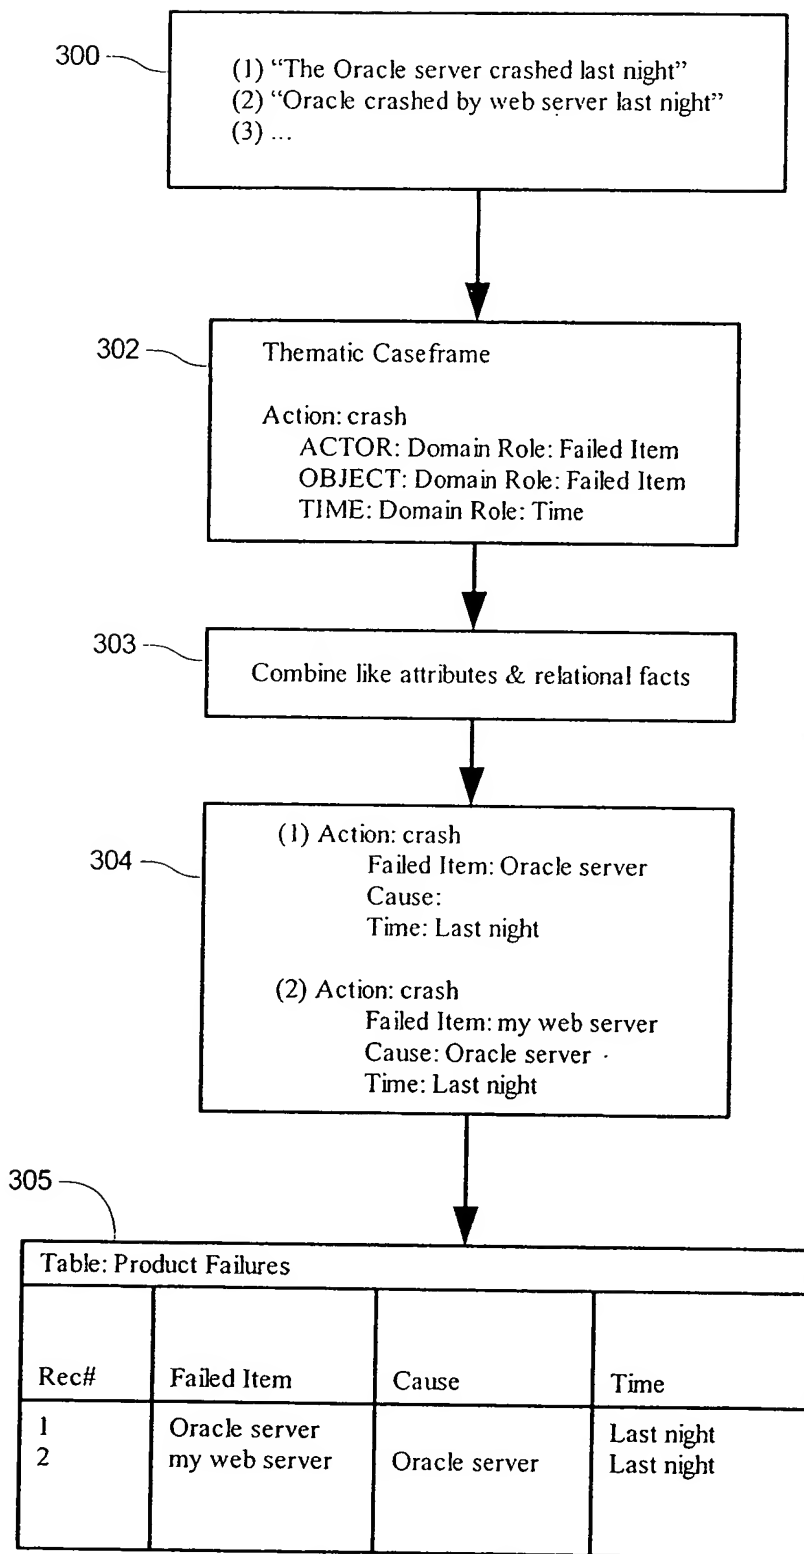 300
(1) “The Oracle server crashed last night”
(2) “Oracle crashed by web server last night”
(3) ...
302
Thematic Caseframe
Action: crash
ACTOR: Domain Role: Failed Item
OBJECT: Domain Role: Failed Item
TIME: Domain Role: Time
303
Combine like attributes & relational facts
304
(1) Action: crash
Failed Item: Oracle server
Cause:
Time: Last night
(2) Action: crash
Failed Item: my web server
Cause: Oracle server
Time: Last night
305
Table: Product Failures
Rec# Failed Item Cause Time
1 Oracle server Last night
2 my web server Oracle server Last night